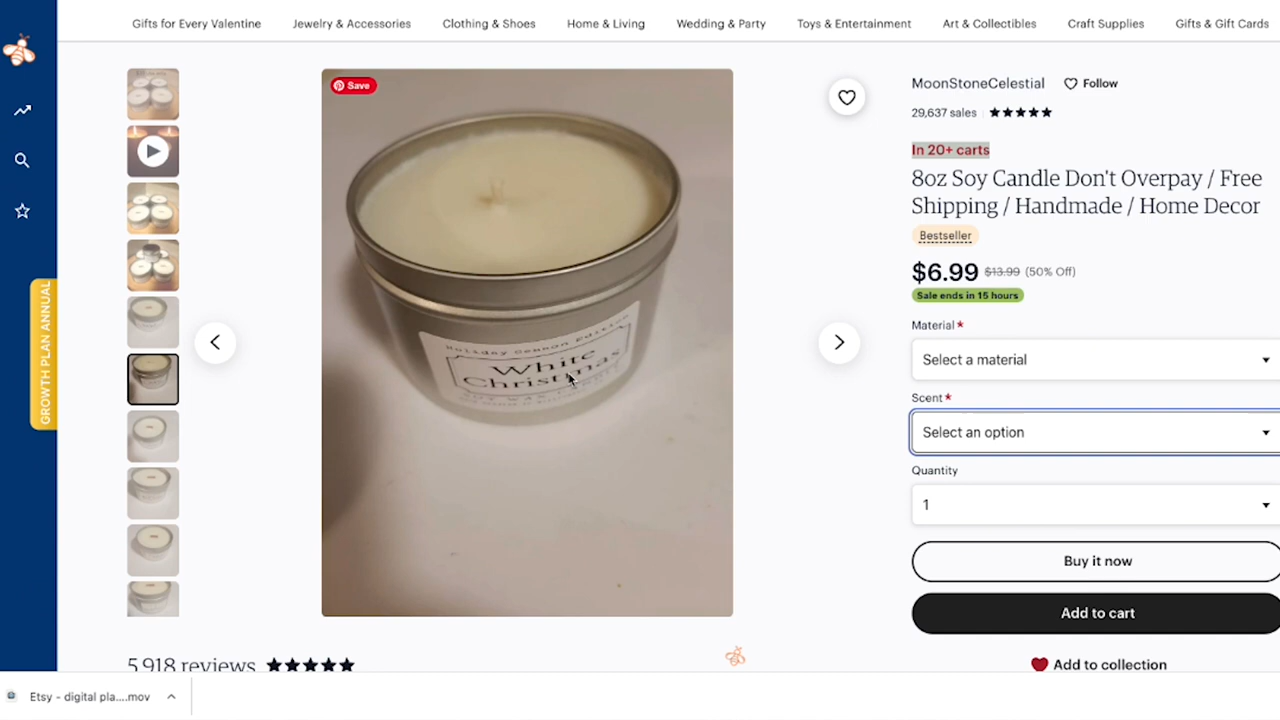 Gifts for Every Valentine Jewelry & Accessories Clothing & Shoes Home & Living Wedding & Party Toys & Entertainment Art & Collectibles Craft Supplies Gifts & Gift Cards
GROWTH PLAN ANNUAL
Save
Holiday Season Edition
White
Christmas
MoonStoneCelestial Follow
29,637 sales
In 20+ carts
8oz Soy Candle Don't Overpay / Free
Shipping / Handmade / Home Decor
Bestseller
$6.99 $13.99 (50% Off)
Sale ends in 15 hours
Material *
Select a material
Scent *
Select an option
Quantity
1
Buy it now
Add to cart
Add to collection
5,918 reviews
Etsy - digital pla....mov